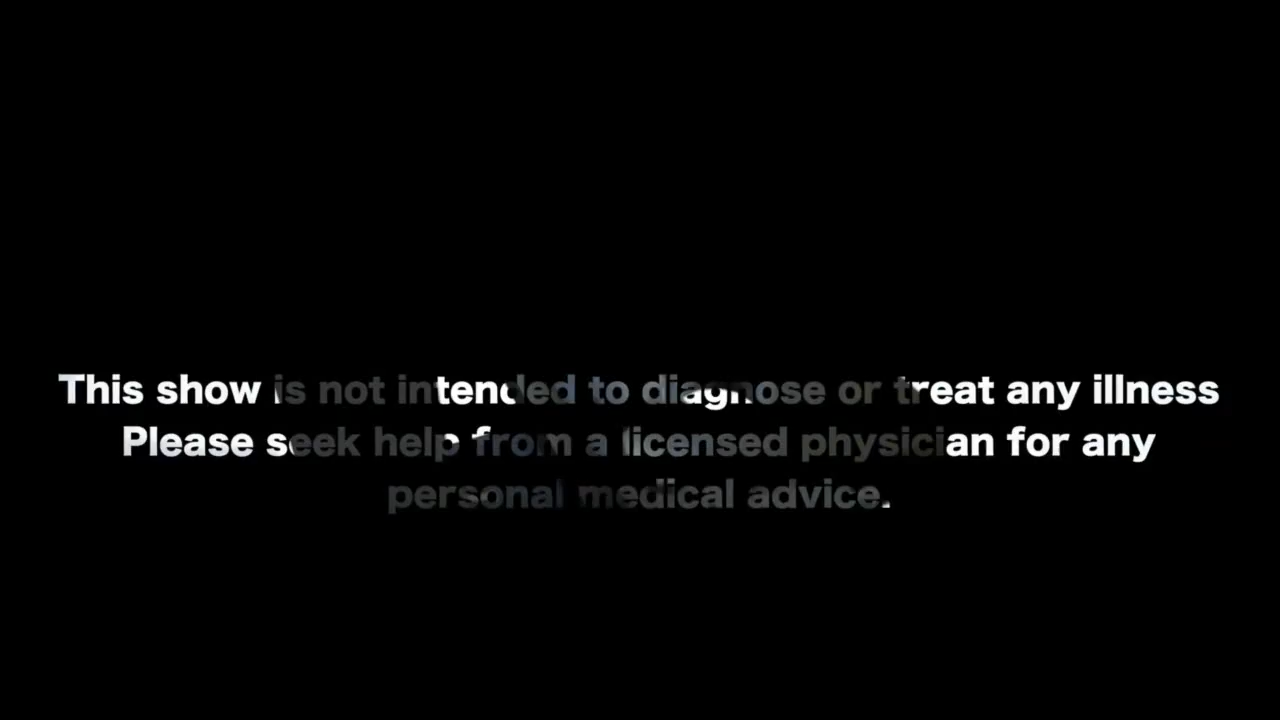 This show is not intended to diagnose or treat any illness
Please seek help from a licensed physician for any
personal medical advice.